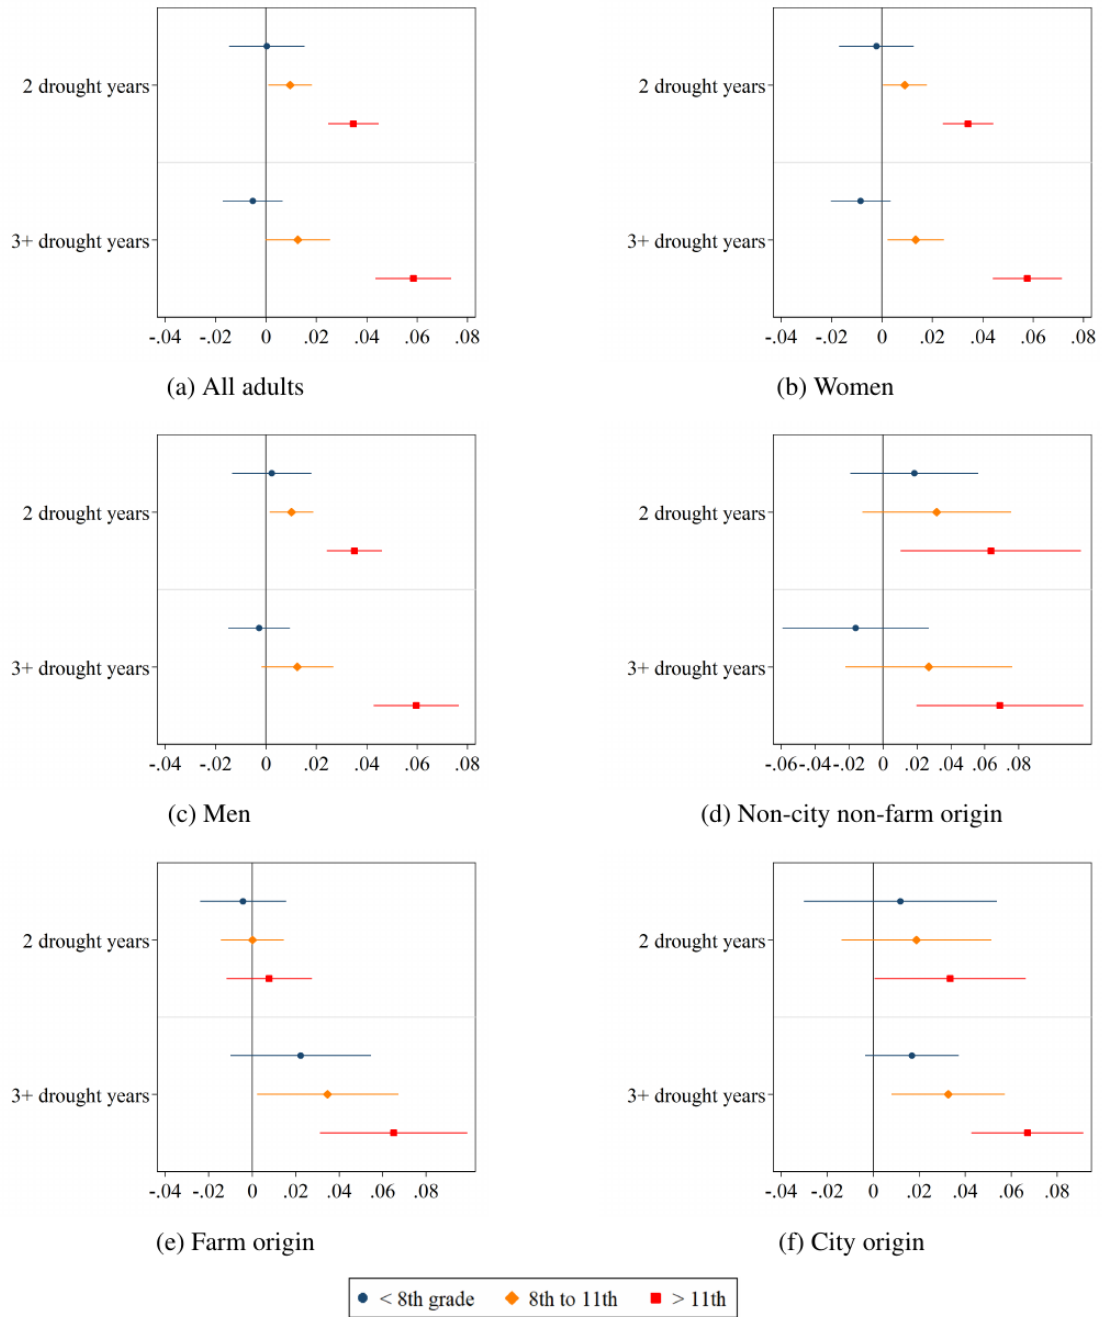 2 drought years
3+ drought years
-.04 -.02 0 .02 .04 .06 .08
(a) All adults
2 drought years
3+ drought years
-.04 -.02 0 .02 .04 .06 .08
(b) Women
2 drought years
3+ drought years
-.04 -.02 0 .02 .04 .06 .08
(c) Men
2 drought years
3+ drought years
-.06 -.04 -.02 0 .02 .04 .06 .08
(d) Non-city non-farm origin
2 drought years
3+ drought years
-.04 -.02 0 .02 .04 .06 .08
(e) Farm origin
2 drought years
3+ drought years
-.04 -.02 0 .02 .04 .06 .08
(f) City origin
< 8th grade 8th to 11th > 11th